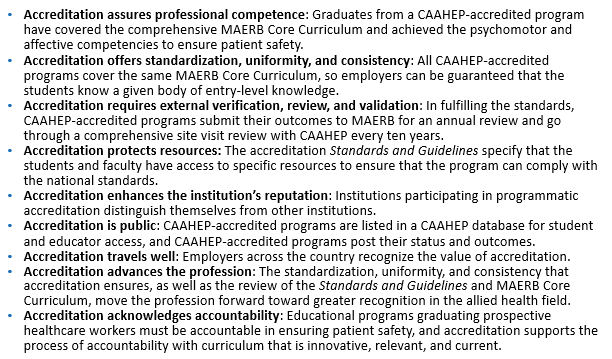 • Accreditation assures professional competence: Graduates from a CAAHEP-accredited program
have covered the comprehensive MAERB Core Curriculum and achieved the psychomotor and
affective competencies to ensure patient safety.
• Accreditation offers standardization, uniformity, and consistency: All CAAHEP-accredited
programs cover the same MAERB Core Curriculum, so employers can be guaranteed that the
students know a given body of entry-level knowledge.
• Accreditation requires external verification, review, and validation: In fulfilling the standards,
CAAHEP-accredited programs submit their outcomes to MAERB for an annual review and go
through a comprehensive site visit review with CAAHEP every ten years.
• Accreditation protects resources: The accreditation Standards and Guidelines specify that the
students and faculty have access to specific resources to ensure that the program can comply with
the national standards.
• Accreditation enhances the institution's reputation: Institutions participating in programmatic
accreditation distinguish themselves from other institutions.
• Accreditation is public: CAAHEP-accredited programs are listed in a CAAHEP database for student
and educator access, and CAAHEP-accredited programs post their status and outcomes.
• Accreditation travels well: Employers across the country recognize the value of accreditation.
• Accreditation advances the profession: The standardization, uniformity, and consistency that
accreditation ensures, as well as the review of the Standards and Guidelines and MAERB Core
Curriculum, move the profession forward toward greater recognition in the allied health field.
• Accreditation acknowledges accountability: Educational programs graduating prospective
healthcare workers must be accountable in ensuring patient safety, and accreditation supports the
process of accountability with curriculum that is innovative, relevant, and current.